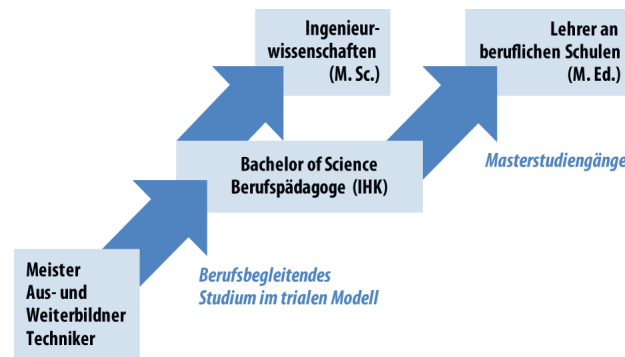 Ingenieur-
wissenschaften
(M. Sc.)
Lehrer an
beruflichen Schulen
(M. Ed.)
Bachelor of Science
Berufspädagoge (IHK)
Masterstudiengänge
Meister
Aus- und
Weiterbildner
Techniker
Berufsbegleitendes
Studium im trialen Modell